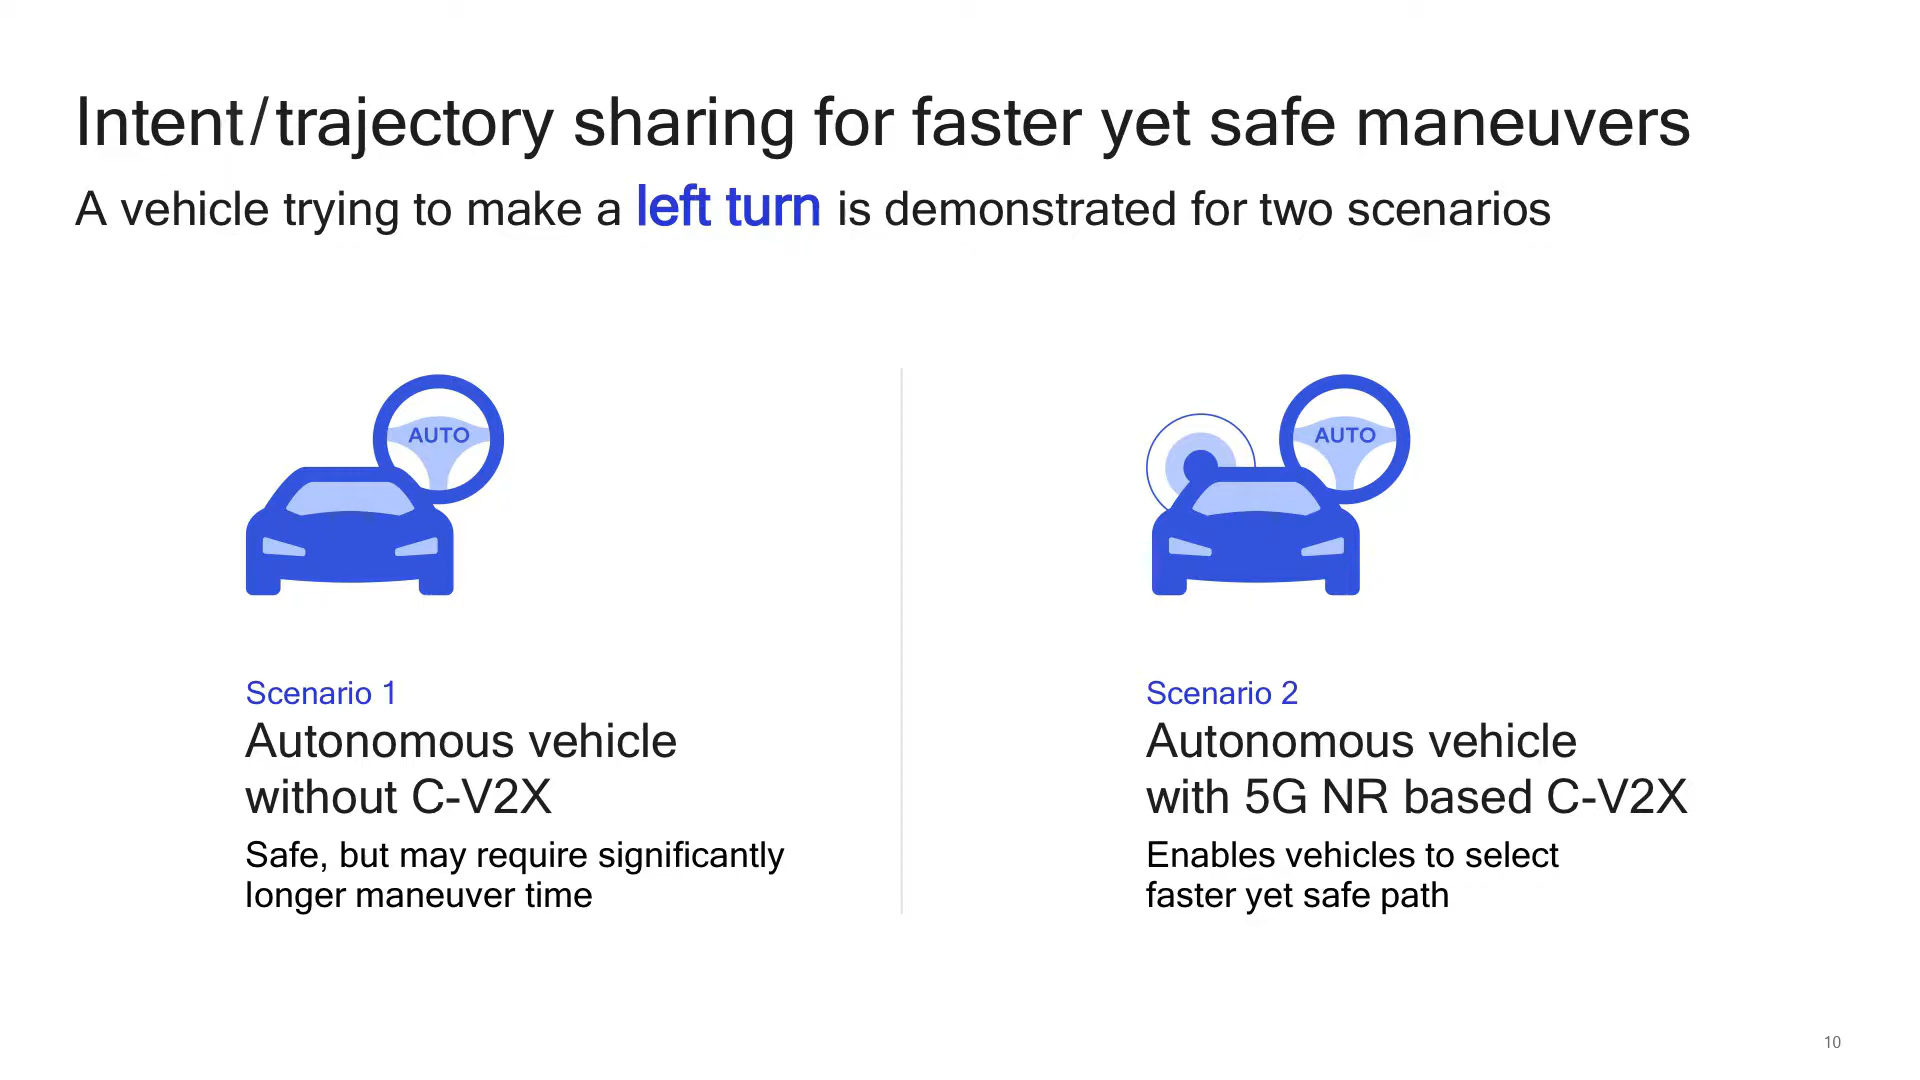 Intent/trajectory sharing for faster yet safe maneuvers
A vehicle trying to make a left turn is demonstrated for two scenarios
AUTO
Scenario 1
Autonomous vehicle
without C-V2X
Safe, but may require significantly
longer maneuver time
AUTO
Scenario 2
Autonomous vehicle
with 5G NR based C-V2X
Enables vehicles to select
faster yet safe path
10